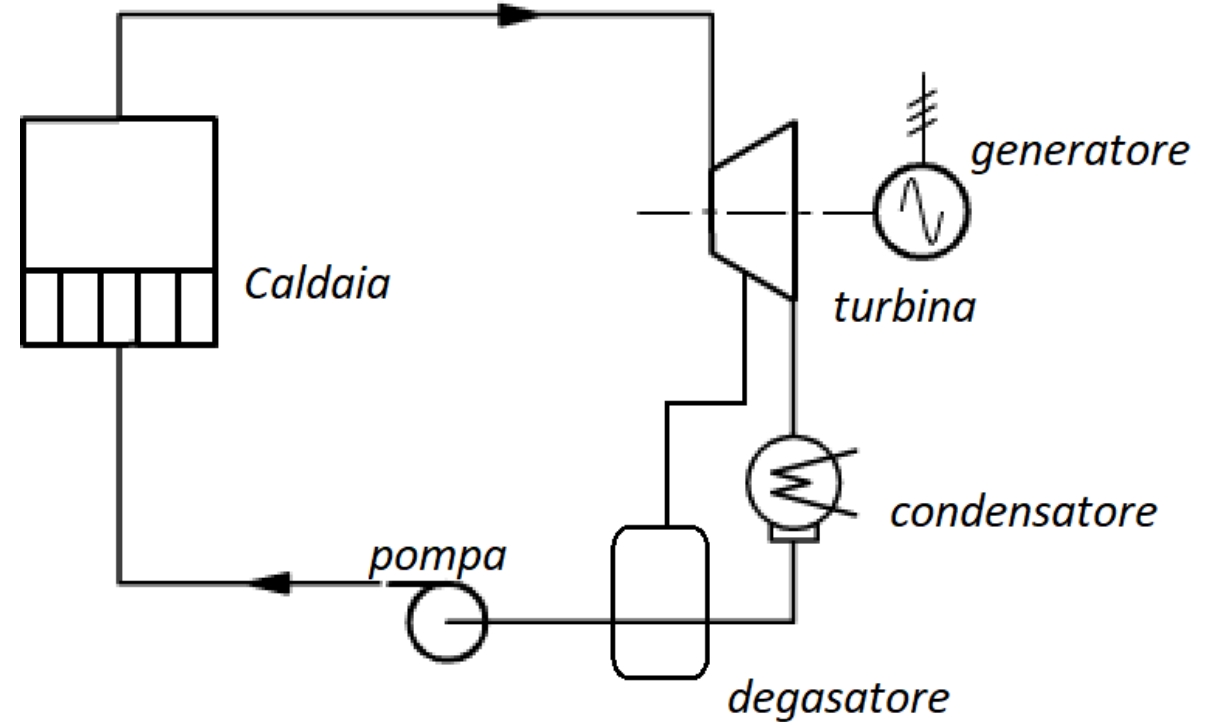 generatore
Caldaia
turbina
condensatore
pompa
degasatore